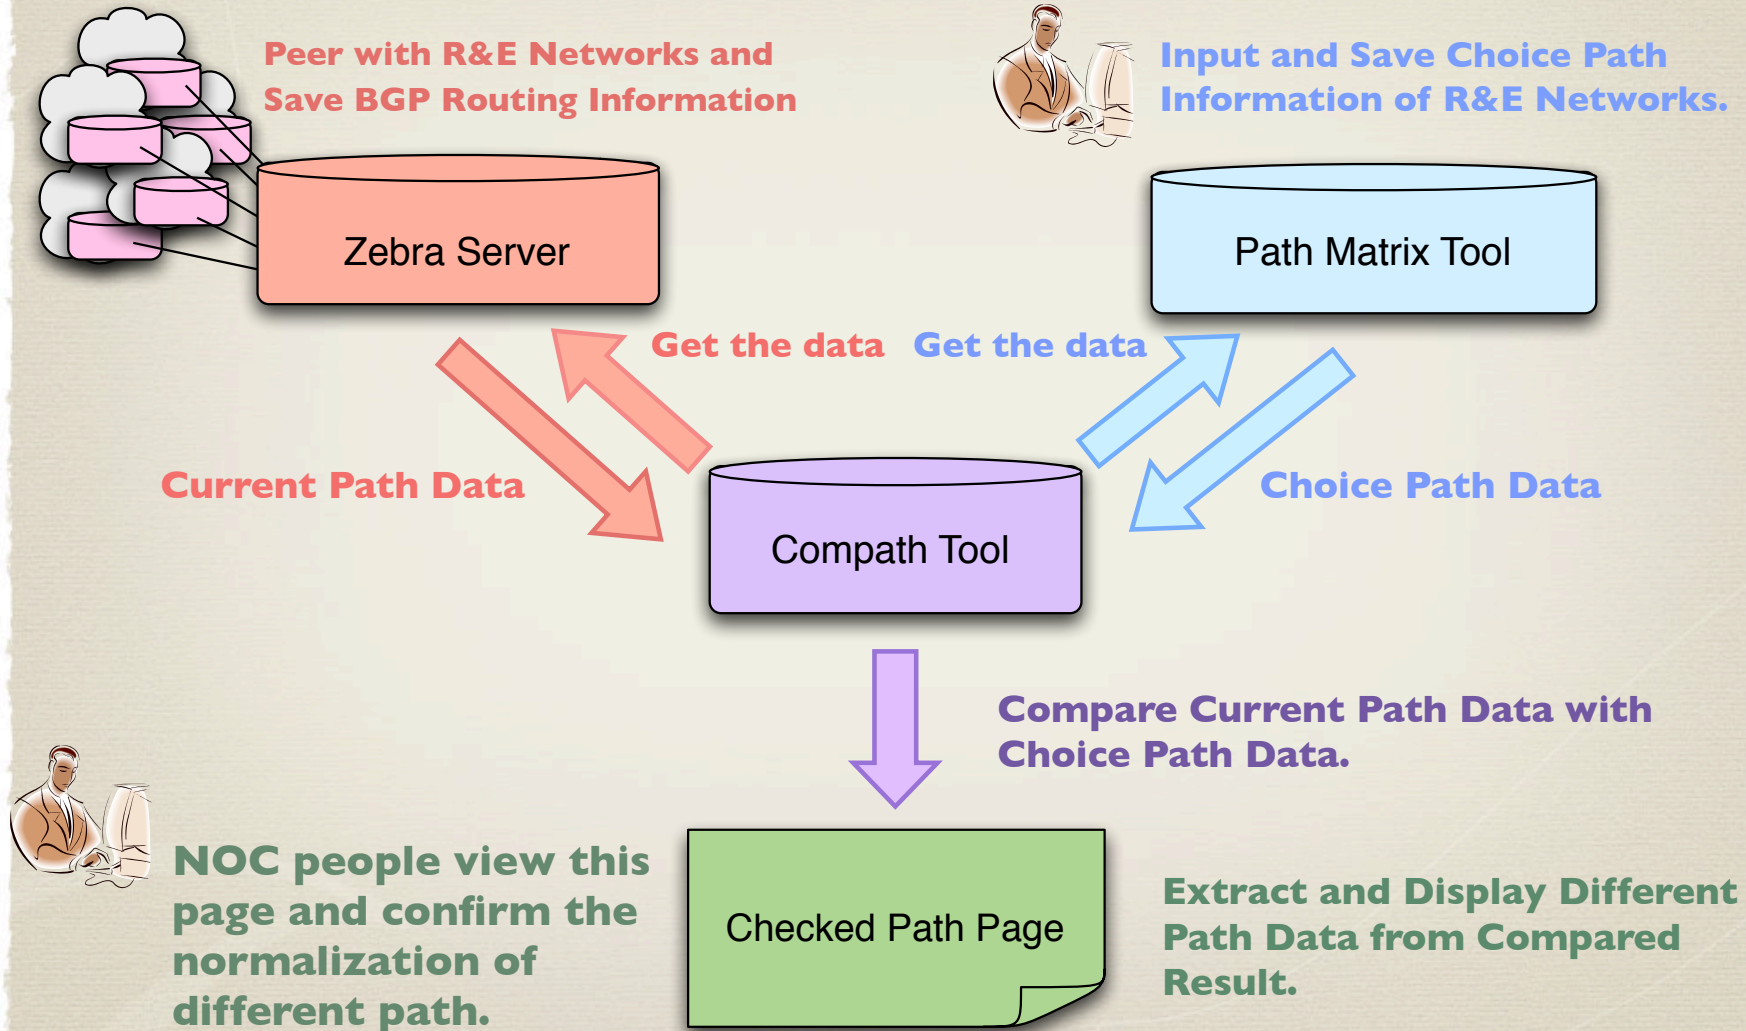 Peer with R&E Networks and
Save BGP Routing Information
Input and Save Choice Path
Information of R&E Networks.
Zebra Server
Path Matrix Tool
Get the data
Get the data
Current Path Data
Choice Path Data
Compath Tool
Compare Current Path Data with
Choice Path Data.
NOC people view this
page and confirm the
normalization of
different path.
Checked Path Page
Extract and Display Different
Path Data from Compared
Result.